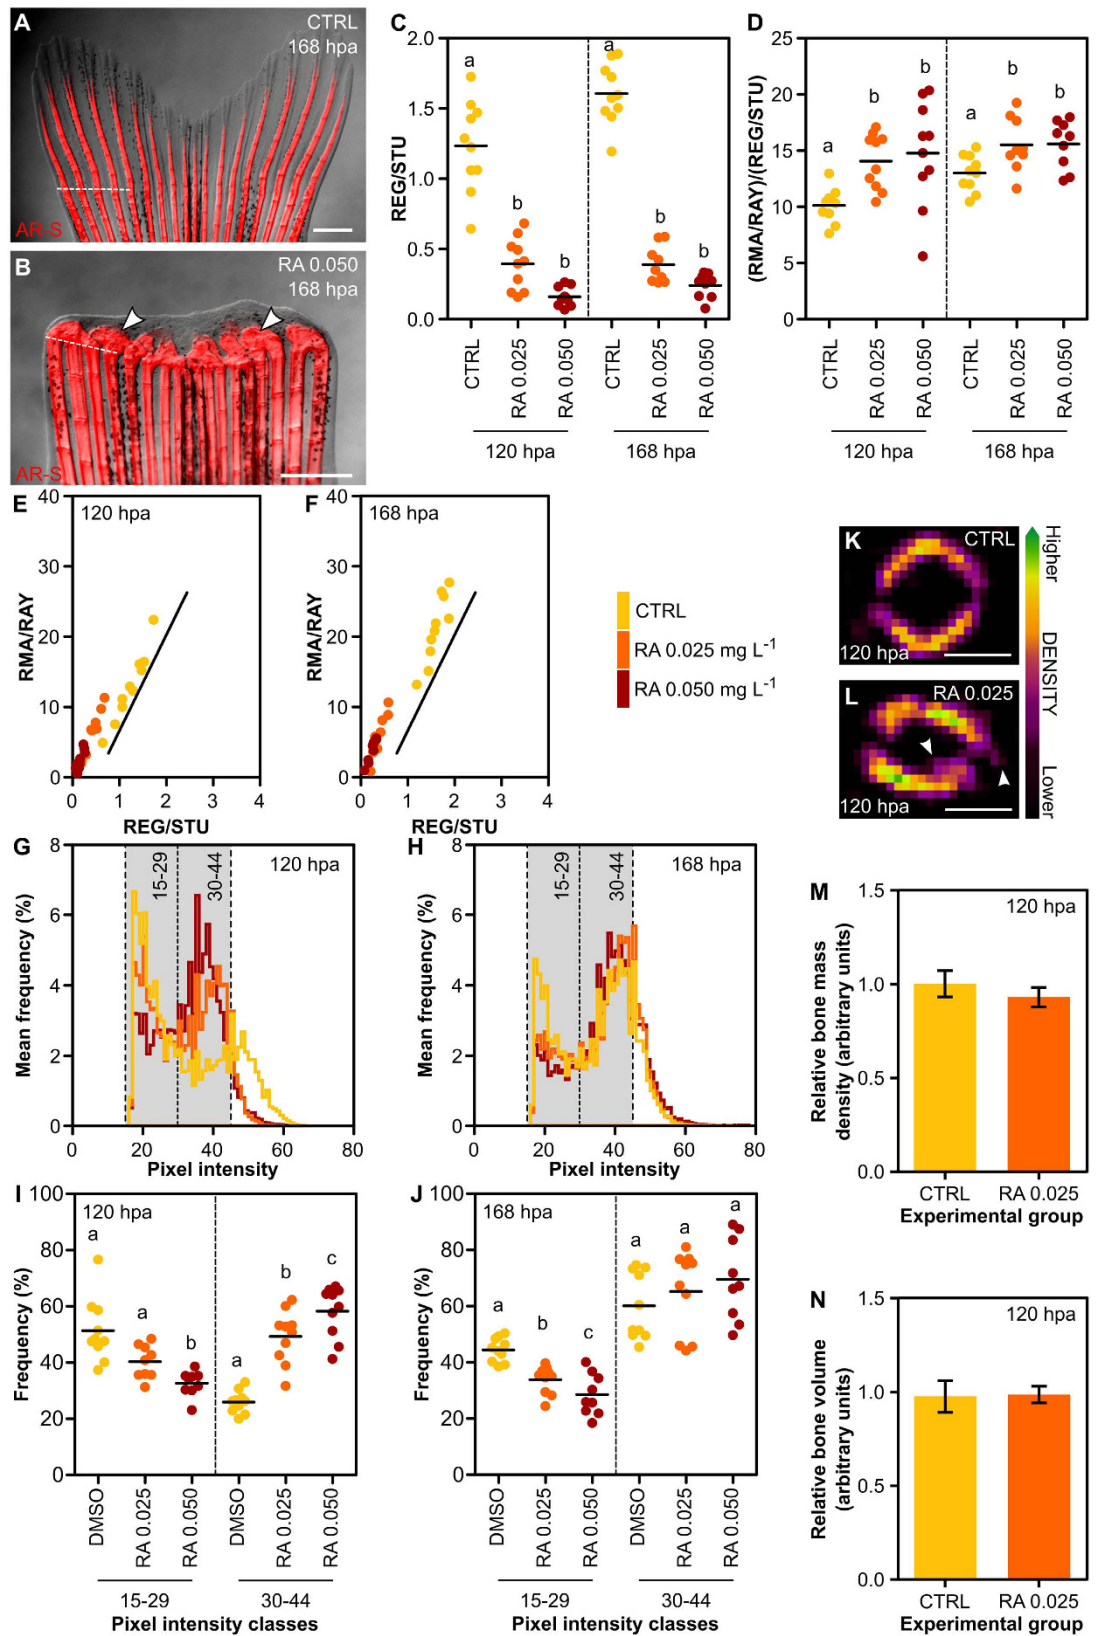 A
CTRL
168 hpa
AR-S
B
RA 0.050
168 hpa
AR-S
C
REG/STU
2.0
1.5
1.0
0.5
0.0
a
b
b
a
b
b
CTRL
RA 0.025
RA 0.050
CTRL
RA 0.025
RA 0.050
120 hpa
168 hpa
D
(RMA/RAY)/(REG/STU)
25
20
15
10
5
0
a
b
b
a
b
b
CTRL
RA 0.025
RA 0.050
CTRL
RA 0.025
RA 0.050
120 hpa
168 hpa
E
120 hpa
RMA/RAY
40
30
20
10
0
0 1 2 3 4
REG/STU
F
168 hpa
RMA/RAY
40
30
20
10
0
0 1 2 3 4
REG/STU
CTRL
RA 0.025 mg L-1
RA 0.050 mg L-1
K
CTRL
120 hpa
L
RA 0.025
120 hpa
Higher
DENSITY
Lower
G
120 hpa
15-29
30-44
Mean frequency (%)
8
6
4
2
0
0 20 40 60 80
Pixel intensity
H
168 hpa
15-29
30-44
Mean frequency (%)
8
6
4
2
0
0 20 40 60 80
Pixel intensity
I
120 hpa
Frequency (%)
100
80
60
40
20
0
a
a
b
a
b
c
DMSO
RA 0.025
RA 0.050
DMSO
RA 0.025
RA 0.050
15-29
30-44
Pixel intensity classes
J
168 hpa
Frequency (%)
100
80
60
40
20
0
a
b
c
a
a
a
DMSO
RA 0.025
RA 0.050
DMSO
RA 0.025
RA 0.050
15-29
30-44
Pixel intensity classes
M
120 hpa
Relative bone mass
density (arbitrary units)
1.5
1.0
0.5
0.0
CTRL RA 0.025
Experimental group
N
120 hpa
Relative bone volume
(arbitrary units)
1.5
1.0
0.5
0.0
CTRL RA 0.025
Experimental group